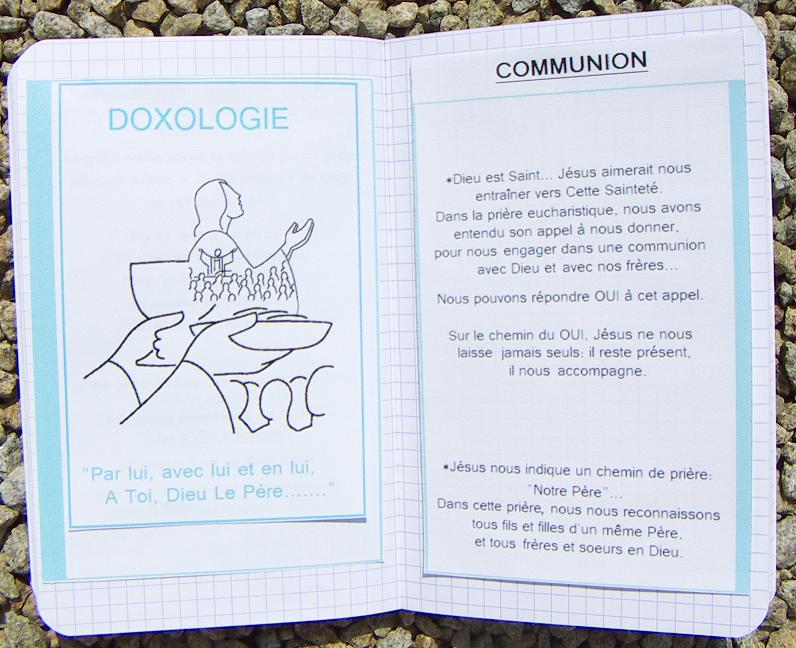 DOXOLOGIE
"Par lui, avec lui et en lui,
A Toi, Dieu Le Père......."
COMMUNION
*Dieu est Saint... Jésus aimerait nous
entraîner vers Cette Sainteté.
Dans la prière eucharistique, nous avons
entendu son appel à nous donner,
pour nous engager dans une communion
avec Dieu et avec nos frères...
Nous pouvons répondre OUI à cet appel.
Sur le chemin du OUI, Jésus ne nous
laisse jamais seuls: il reste présent,
il nous accompagne.
*Jésus nous indique un chemin de prière:
"Notre Père"...
Dans cette prière, nous nous reconnaissons
tous fils et filles d'un même Père,
et tous frères et soeurs en Dieu.